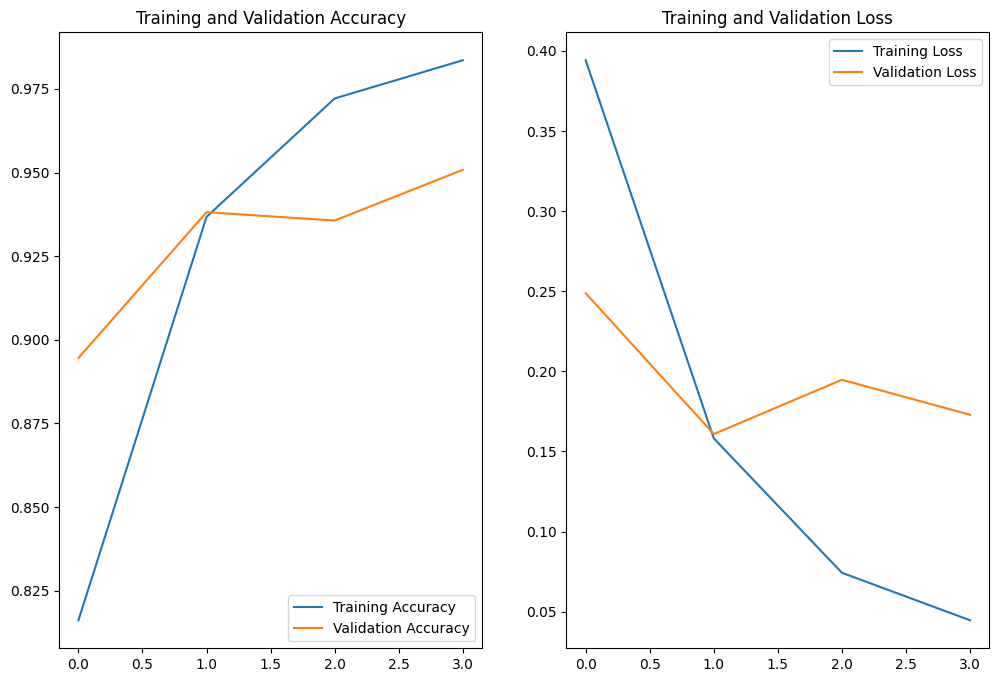 Training and Validation Accuracy
0.975
0.950
0.925
0.900
0.875
0.850
0.825
Training Accuracy
Validation Accuracy
0.0 0.5 1.0 1.5 2.0 2.5 3.0
Training and Validation Loss
0.40
0.35
0.30
0.25
0.20
0.15
0.10
0.05
Training Loss
Validation Loss
0.0 0.5 1.0 1.5 2.0 2.5 3.0